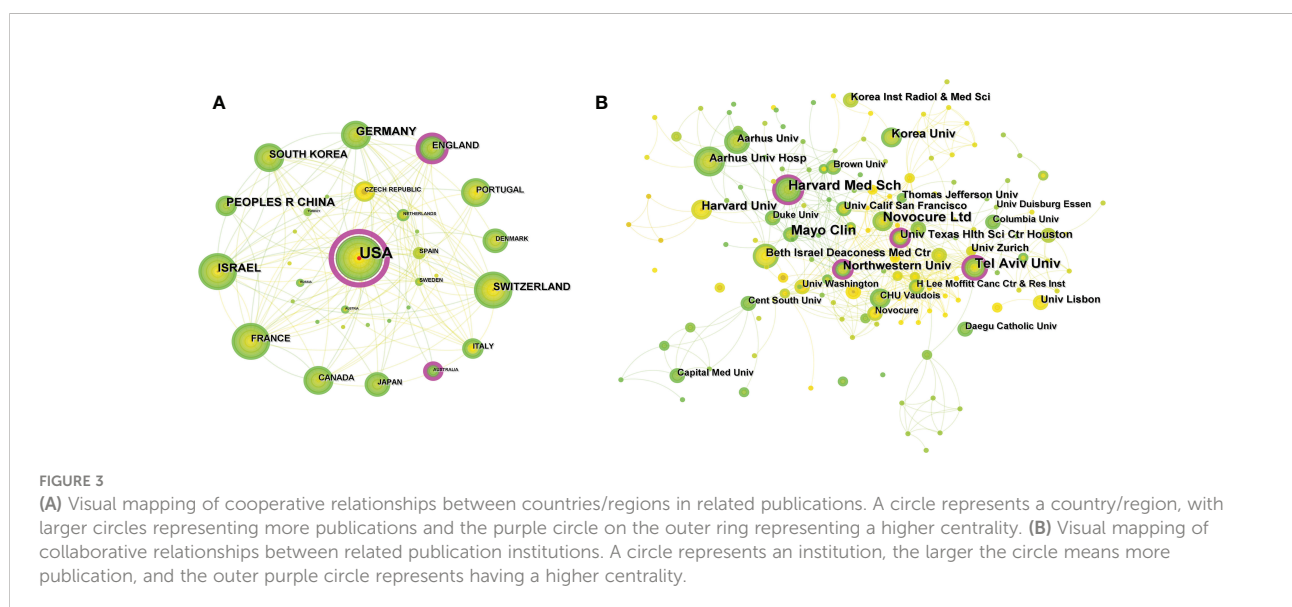 A
B
GERMANY
ENGLAND
SOUTH KOREA
CZECH REPUBLIC
PORTUGAL
PEOPLES R CHINA
TURKEY
NETHERLANDS
DENMARK
USA
SPAIN
ISRAEL
RUSSIA
SWEDEN
SWITZERLAND
AUSTRIA
FRANCE
ITALY
AUSTRALIA
CANADA
JAPAN
Korea Inst Radiol & Med Sci
Aarhus Univ
Korea Univ
Aarhus Univ Hosp
Brown Univ
Harvard Med Sch
Thomas Jefferson Univ
Harvard Univ
Univ Calif San Francisco
Univ Duisburg Essen
Duke Univ
Novocure Ltd
Columbia Univ
Mayo Clin
Univ Texas Hlth Sci Ctr Houston
Beth Israel Deaconess Med Ctr
Univ Zurich
Northwestern Univ
Tel Aviv Univ
Univ Washington
H Lee Moffitt Canc Ctr & Res Inst
Cent South Univ
CHU Vaudois
Univ Lisbon
Novocure
Daegu Catholic Univ
Capital Med Univ
FIGURE 3
(A) Visual mapping of cooperative relationships between countries/regions in related publications. A circle represents a country/region, with
larger circles representing more publications and the purple circle on the outer ring representing a higher centrality. (B) Visual mapping of
collaborative relationships between related publication institutions. A circle represents an institution, the larger the circle means more
publication, and the outer purple circle represents having a higher centrality.